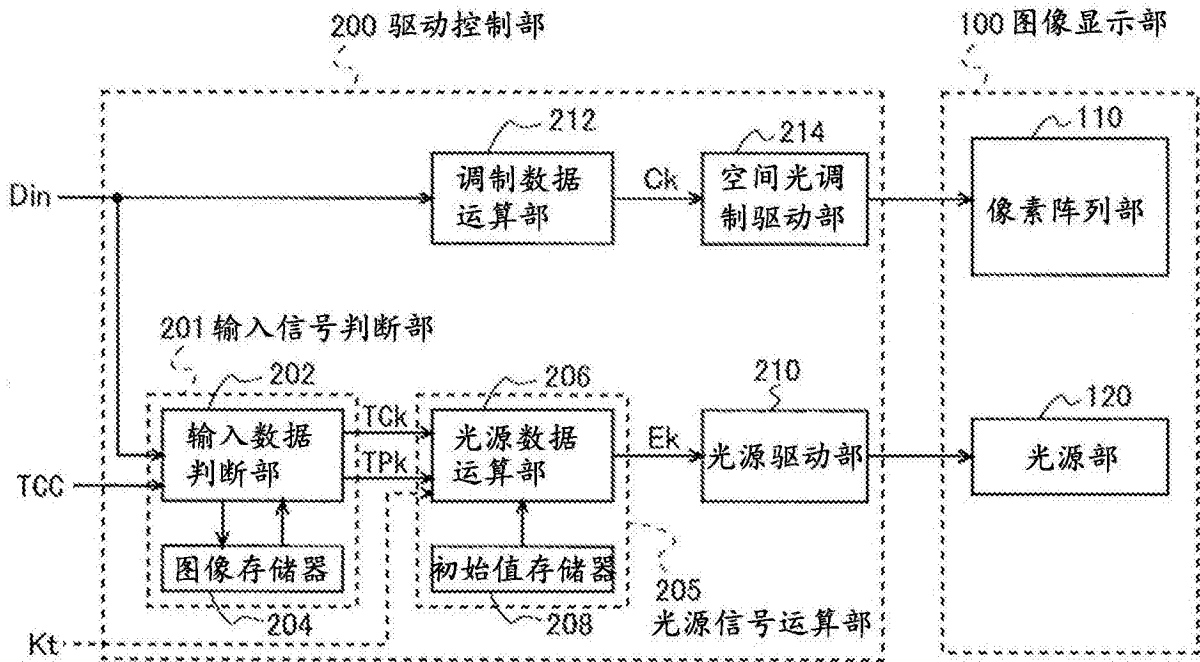 200 驱动控制部
100 图像显示部
212
214
110
Din
调制数据
运算部
Ck
空间光调
制驱动部
像素阵列部
201 输入信号判断部
202
206
210
120
TCk
TPk
输入数据
判断部
光源数据
运算部
Ek
光源驱动部
光源部
TCC
图像存储器
初始值存储器
204
208
205
光源信号运算部
Kt